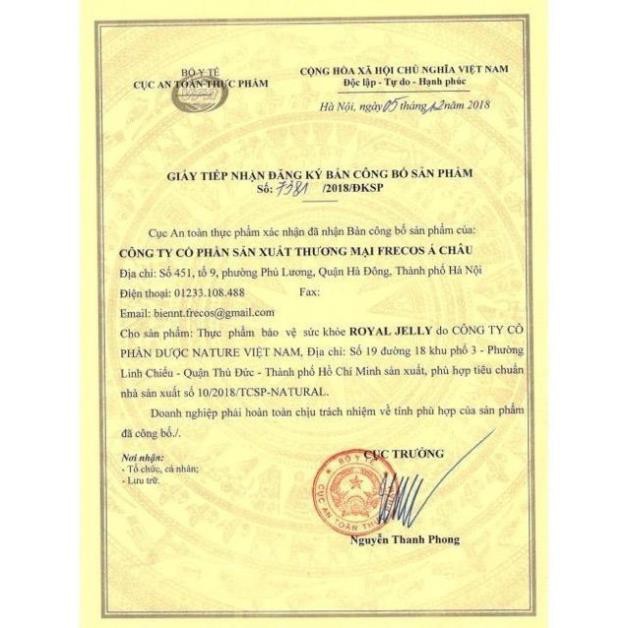 BỘ Y TẾ
CỤC AN TOÀN THỰC PHẨM
CỘNG HÒA XÃ HỘI CHỦ NGHĨA VIỆT NAM
Độc lập - Tự do - Hạnh phúc
Hà Nội, ngày 05 tháng 12 năm 2018
GIẤY TIẾP NHẬN ĐĂNG KÝ BẢN CÔNG BỐ SẢN PHẨM
Số: 7381 /2018/ĐKSP
Cục An toàn thực phẩm xác nhận đã nhận Bản công bố sản phẩm của:
CÔNG TY CỔ PHẦN SẢN XUẤT THƯƠNG MẠI FRECOS Á CHÂU
Địa chỉ: Số 451, tổ 9, phường Phú Lương, Quận Hà Đông, Thành phố Hà Nội
Điện thoại: 01233.108.488 Fax:
Email: biennt.frecos@gmail.com
Cho sản phẩm: Thực phẩm bảo vệ sức khỏe ROYAL JELLY do CÔNG TY CỔ
PHẦN DƯỢC NATURE VIỆT NAM, Địa chỉ: Số 19 đường 18 khu phố 3 - Phường
Linh Chiểu - Quận Thủ Đức - Thành phố Hồ Chí Minh sản xuất, phù hợp tiêu chuẩn
nhà sản xuất số 10/2018/TCSP-NATURAL.
Doanh nghiệp phải hoàn toàn chịu trách nhiệm về tính phù hợp của sản phẩm
đã công bố./.
Nơi nhận:
- Tổ chức, cá nhân;
- Lưu trữ.
CỤC TRƯỞNG
BỘ Y TẾ
CỤC AN TOÀN THỰC
Nguyễn Thanh Phong